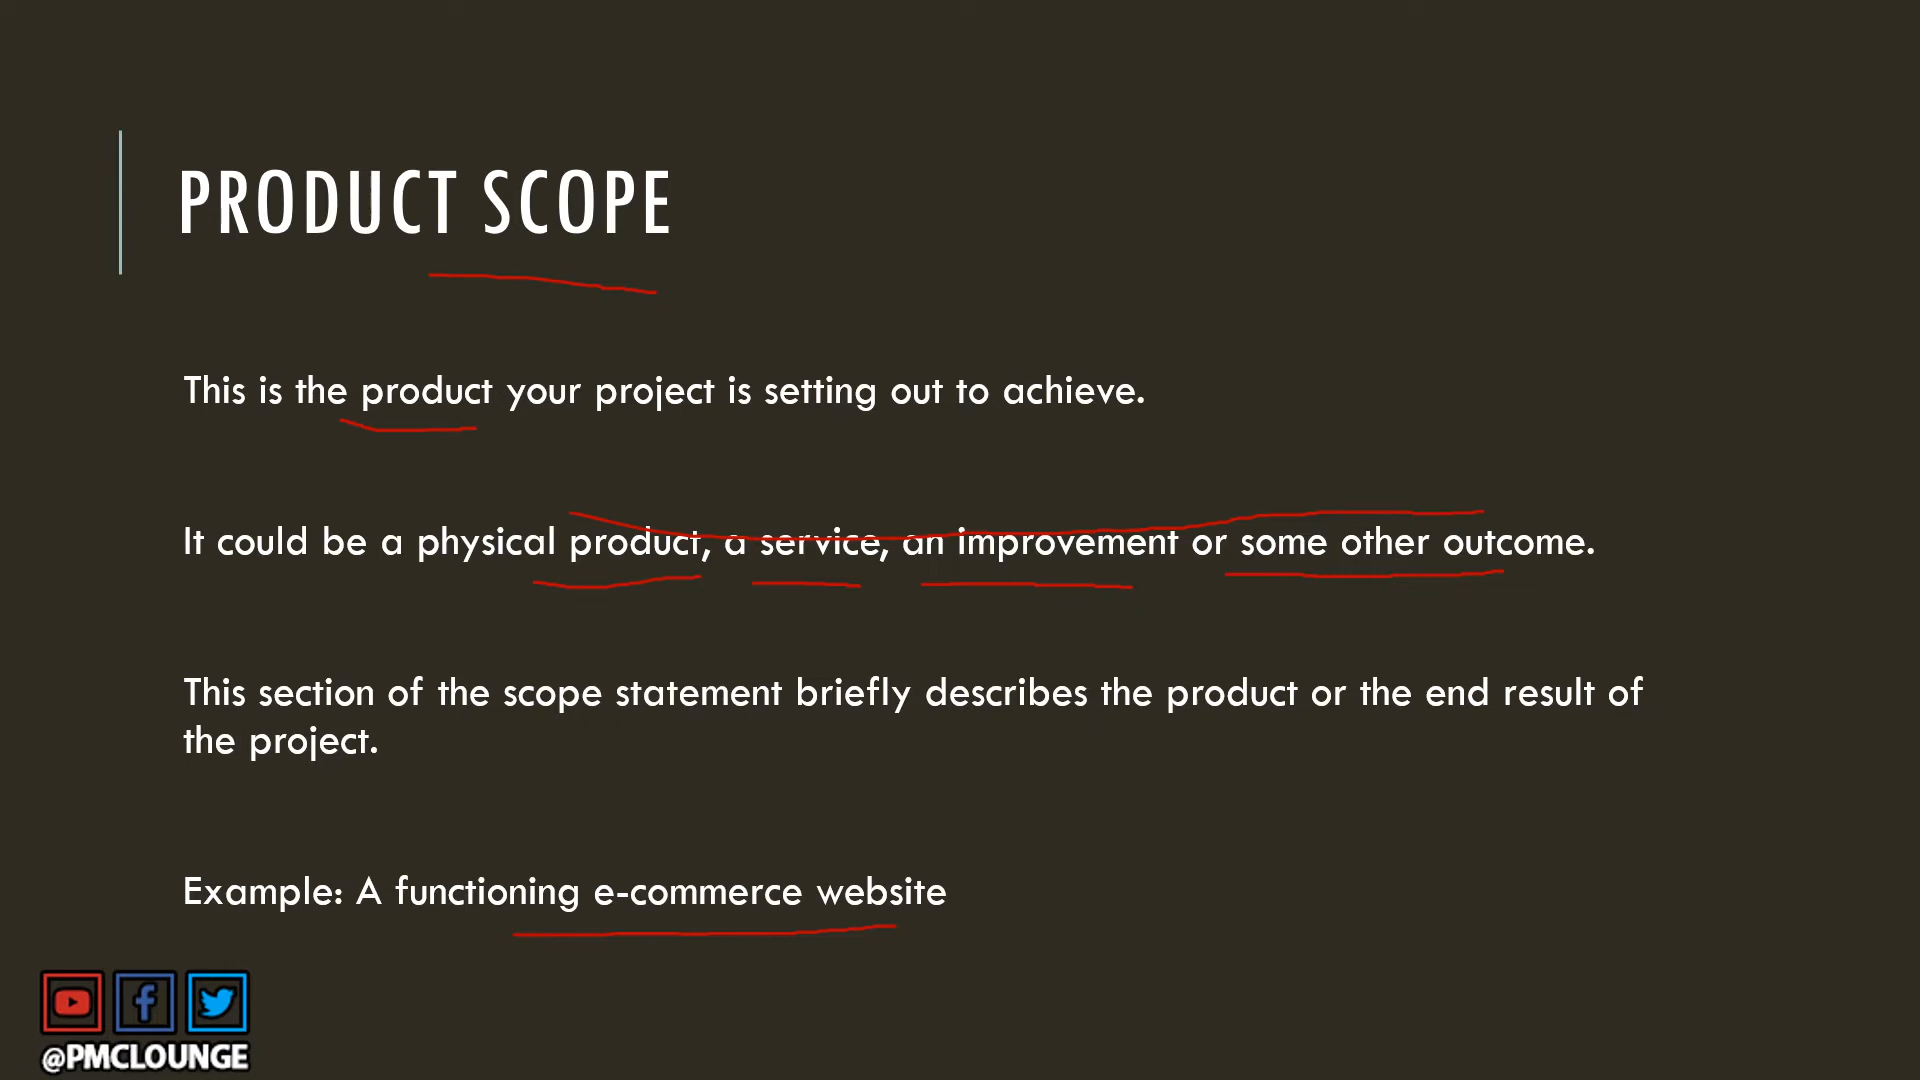 PRODUCT SCOPE
This is the product your project is setting out to achieve.
It could be a physical product, a service, an improvement or some other outcome.
This section of the scope statement briefly describes the product or the end result of
the project.
Example: A functioning e-commerce website
@PMCLOUNGE